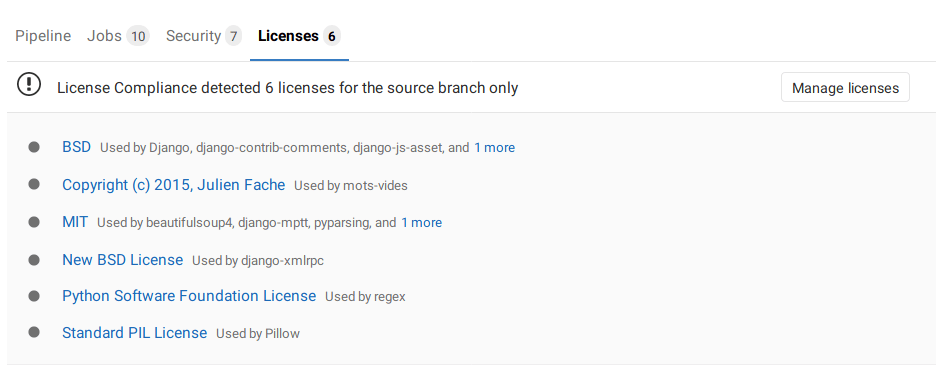 Pipeline Jobs 10 Security 7 Licenses 6
License Compliance detected 6 licenses for the source branch only Manage licenses
BSD Used by Django, django-contrib-comments, django-js-asset, and 1 more
Copyright (c) 2015, Julien Fache Used by mots-vides
MIT Used by beautifulsoup4, django-mptt, pyparsing, and 1 more
New BSD License Used by django-xmlrpc
Python Software Foundation License Used by regex
Standard PIL License Used by Pillow